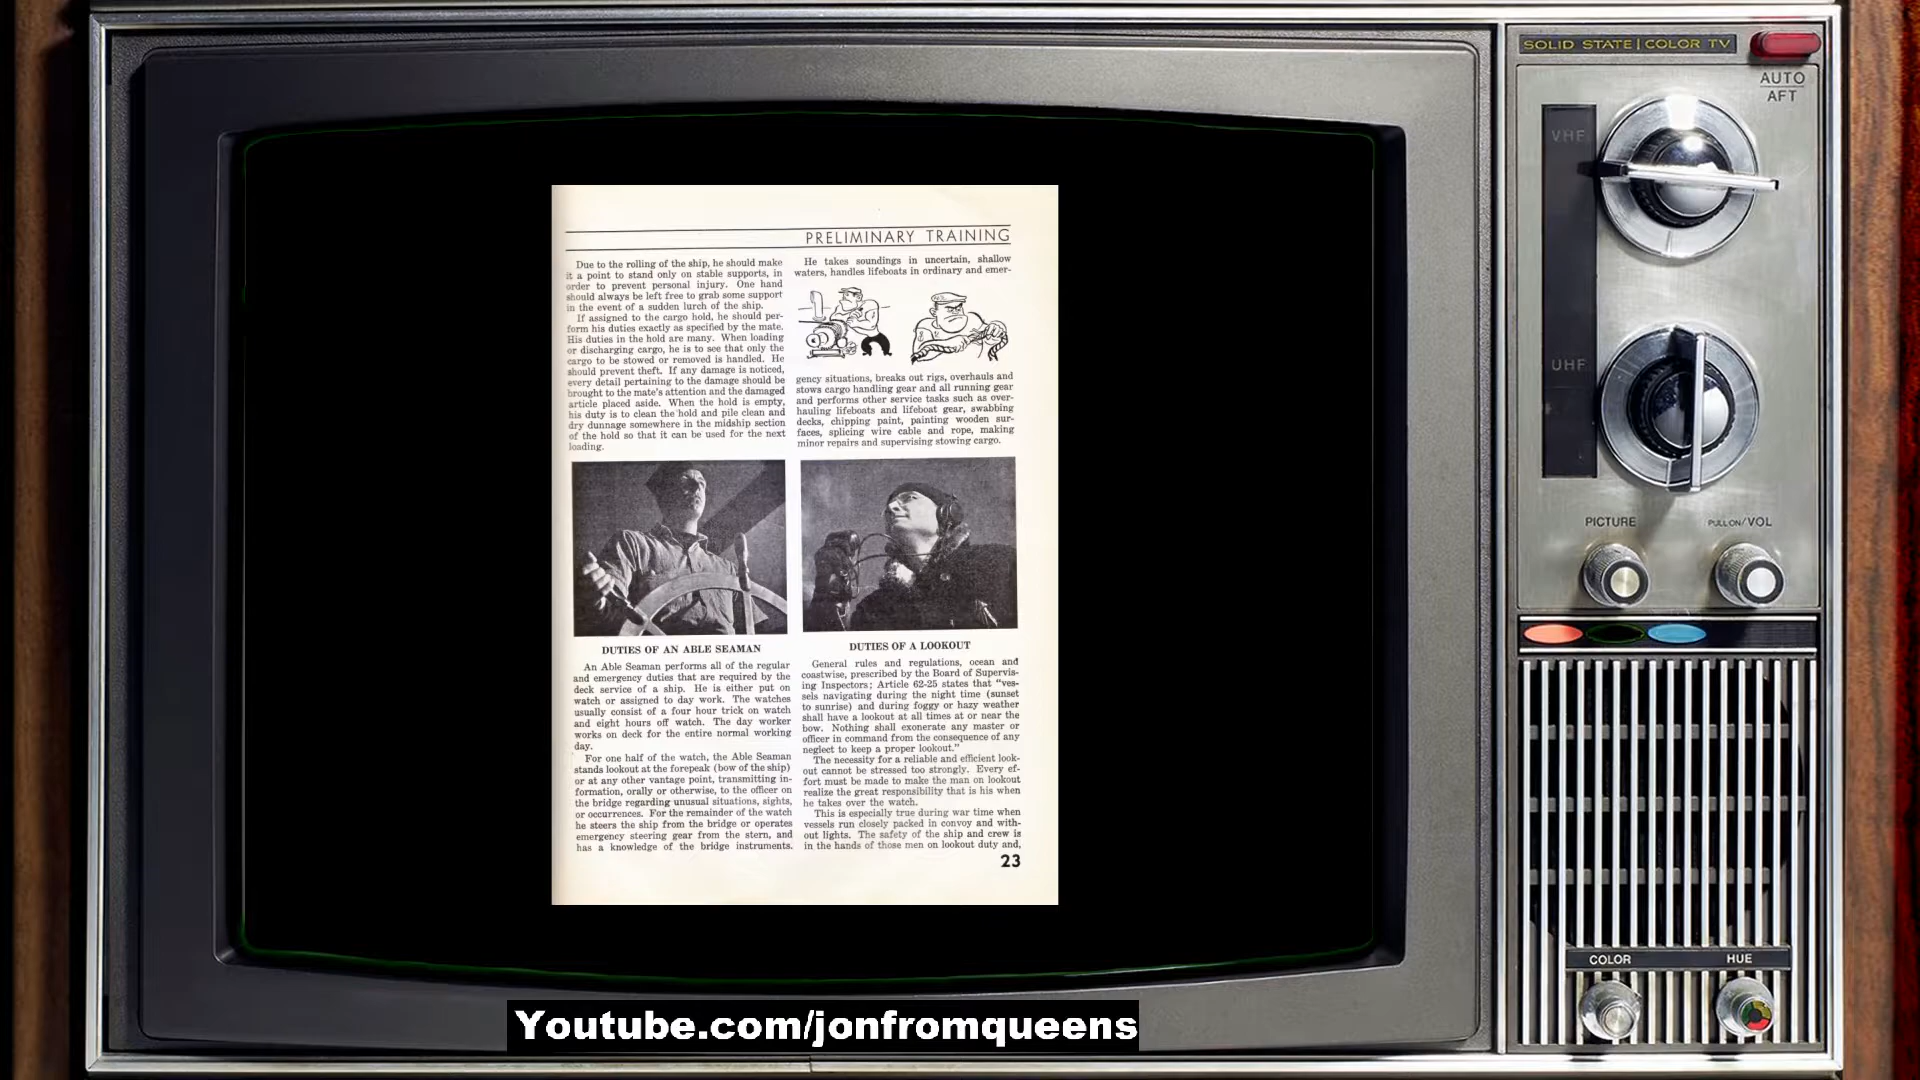 PRELIMINARY TRAINING
Due to the rolling of the ship, he should make
it a point to stand only on stable supports, in
order to prevent personal injury. One hand
should always be left free to grab some support
in the event of a sudden lurch of the ship.
If assigned to the cargo hold, he should per-
form his duties exactly as specified by the mate.
His duties in the hold are many. When loading
or discharging cargo, he is to see that only the
cargo to be stowed or removed is handled. He
should prevent theft. If any damage is noticed,
every detail pertaining to the damage should be
brought to the mate's attention and the damaged
article placed aside. When the hold is empty,
his duty is to clean the hold and pile clean and
dry dunnage somewhere in the midship section
of the hold so that it can be used for the next
loading.
DUTIES OF AN ABLE SEAMAN
An Able Seaman performs all of the regular
and emergency duties that are required by the
deck service of a ship. He is either put on
watch or assigned to day work. The watches
usually consist of a four hour trick on watch
and eight hours off watch. The day worker
works on deck for the entire normal working
day.
For one half of the watch, the Able Seaman
stands lookout at the forepeak (bow of the ship)
or at any other vantage point, transmitting in-
formation, orally or otherwise, to the officer on
the bridge regarding unusual situations, sights,
or occurrences. For the remainder of the watch
he steers the ship from the bridge or operates
emergency steering gear from the stern, and
has a knowledge of the bridge instruments.
He takes soundings in uncertain, shallow
waters, handles lifeboats in ordinary and emer-
gency situations, breaks out rigs, overhauls and
stows cargo handling gear and all running gear
and performs other service tasks such as over-
hauling lifeboats and lifeboat gear, swabbing
decks, chipping paint, painting wooden sur-
faces, splicing wire cable and rope, making
minor repairs and supervising stowing cargo.
DUTIES OF A LOOKOUT
General rules and regulations, ocean and
coastwise, prescribed by the Board of Supervis-
ing Inspectors; Article 62-25 states that "ves-
sels navigating during the night time (sunset
to sunrise) and during foggy or hazy weather
shall have a lookout at all times at or near the
bow. Nothing shall exonerate any master or
officer in command from the consequence of any
neglect to keep a proper lookout."
The necessity for a reliable and efficient look-
out cannot be stressed too strongly. Every ef-
fort must be made to make the man on lookout
realize the great responsibility that is his when
he takes over the watch.
This is especially true during war time when
vessels run closely packed in convoy and with-
out lights. The safety of the ship and crew is
in the hands of those men on lookout duty and,
23
SOLID STATE | COLOR TV
AUTO
AFT
VHF
UHF
PICTURE
PULL ON/VOL
COLOR
HUE
Youtube.com/jonfromqueens